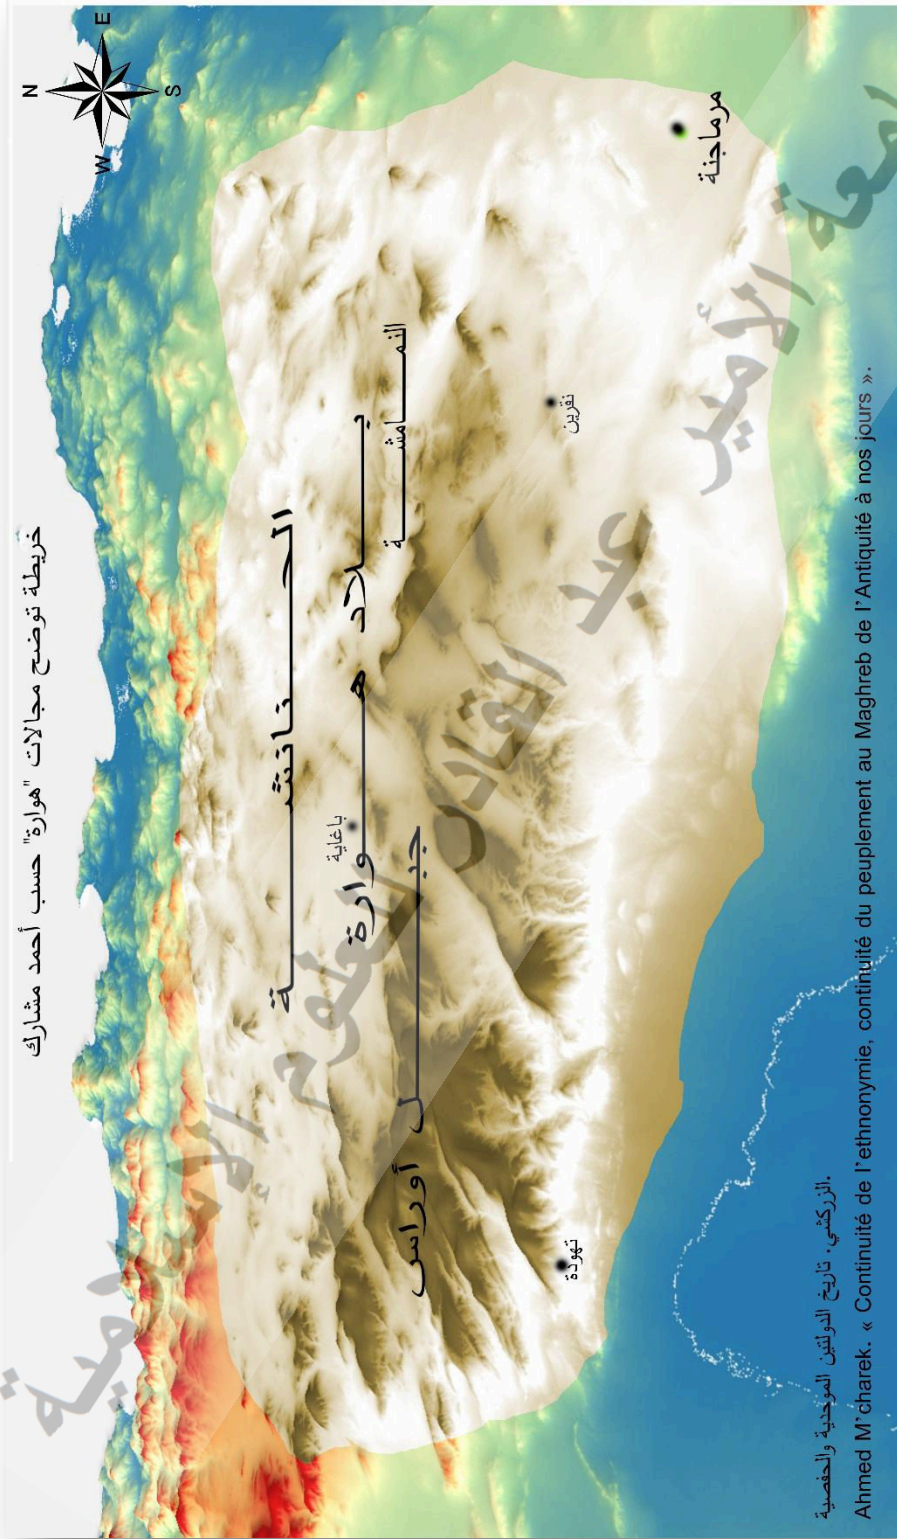 خريطة توضح مجالات "هوارة" حسب أحمد مشارك
N
E
S
W
الحنانشة
باغاية
بلاد هوارة
النمامشة
جبل أوراس
نقرين
تهودة
مرماجنة
جامعة الأمير عبد القادر للعلوم الإسلامية
الزركشي. تاريخ الدولتين الموحدية والحفصية.
Ahmed M'charek. « Continuité de l'ethnonymie, continuité du peuplement au Maghreb de l'Antiquité à nos jours ».